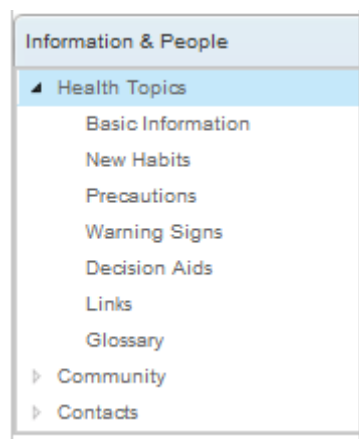 Information & People
Health Topics
Basic Information
New Habits
Precautions
Warning Signs
Decision Aids
Links
Glossary
Community
Contacts